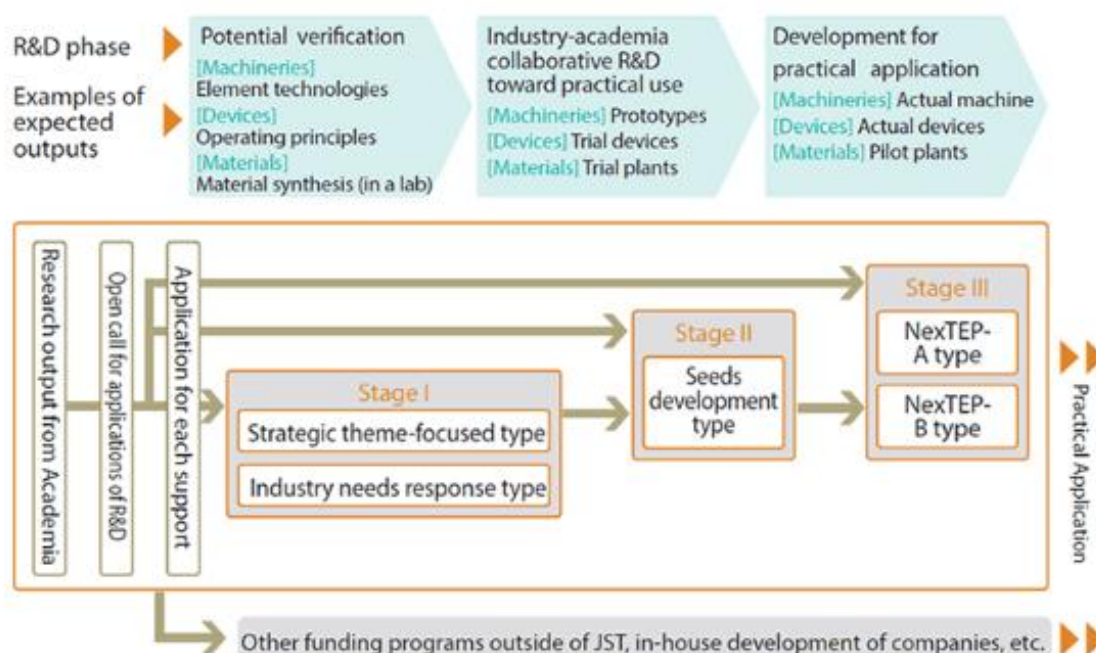 R&D phase
Examples of
expected
outputs
Potential verification
[Machineries]
Element technologies
[Devices]
Operating principles
[Materials]
Material synthesis (in a lab)
Industry-academia
collaborative R&D
toward practical use
[Machineries] Prototypes
[Devices] Trial devices
[Materials] Trial plants
Development for
practical application
[Machineries] Actual machine
[Devices] Actual devices
[Materials] Pilot plants
Research output from Academia
Open call for applications of R&D
Application for each support
Stage I
Strategic theme-focused type
Industry needs response type
Stage II
Seeds
development
type
Stage III
NexTEP-
A type
NexTEP-
B type
Practical Application
Other funding programs outside of JST, in-house development of companies, etc.